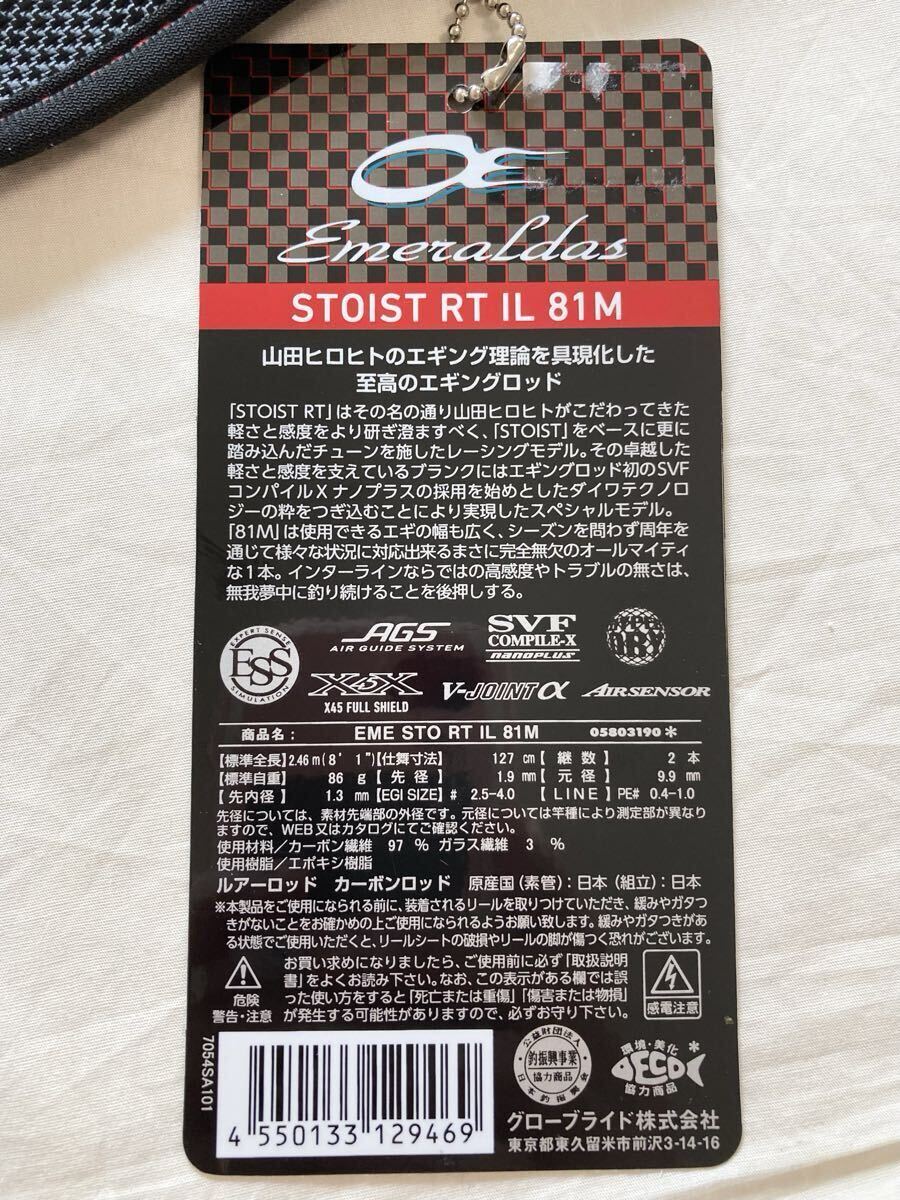 Emeraldas
STOIST RT IL 81M
山田ヒロヒトのエギング理論を具現化した
至高のエギングロッド
「STOIST RT」はその名の通り山田ヒロヒトがこだわってきた
軽さと感度をより研ぎ澄ますべく、「STOIST」をベースに更に
踏み込んだチューンを施したレーシングモデル。その卓越した
軽さと感度を支えているブランクにはエギングロッド初のSVF
コンパイルX ナノプラスの採用を始めとしたダイワテクノロ
ジーの粋をつぎ込むことにより実現したスペシャルモデル。
「81M」は使用できるエギの幅も広く、シーズンを問わず周年を
通じて様々な状況に対応出来るまさに完全無欠のオールマイティ
な1本。インターラインならではの高感度やトラブルの無さは、
無我夢中に釣り続けることを後押しする。
EXPERT SENSE
ESS
SIMULATION
AGS
AIR GUIDE SYSTEM
SVF
COMPILE-X
nanoplus
X45X
X45 FULL SHIELD
V-JOINTα
AIRSENSOR
商品名: EME STO RT IL 81M 05803190*
【標準全長】2.46m(8' 1")【仕舞寸法】 127 cm【継数】 2 本
【標準自重】 86 g【先径】 1.9 mm【元径】 9.9 mm
【先内径】 1.3 mm【EGI SIZE】# 2.5-4.0 【LINE】PE# 0.4-1.0
先径については、素材先端部の外径です。元径については竿種により測定部が異なり
ますので、WEB又はカタログにてご確認ください。
使用材料/カーボン繊維 97 % ガラス繊維 3 %
使用樹脂/エポキシ樹脂
ルアーロッド カーボンロッド 原産国(素管):日本(組立):日本
※本製品をご使用になられる前に、装着されるリールを取りつけていただき、緩みやガタつ
きがないことをお確かめの上ご使用になられるようお願い致します。緩みやガタつきがあ
る状態でご使用いただくと、リールシートの破損やリールの脚が傷つく恐れがございます。
危険
警告・注意
お買い求めになりましたら、ご使用前に必ず「取扱説明
書」をよくお読み下さい。なお、この表示がある欄では誤
った使い方をすると「死亡または重傷」「傷害または物損」
が発生する可能性がありますので、必ずお守り下さい。
感電注意
7054SA101
4 550133 129469
公益財団法人
釣振興事業
協力商品
日本釣振興会
環境・美化
DECO
協力商品
グローブライド株式会社
東京都東久留米市前沢3-14-16